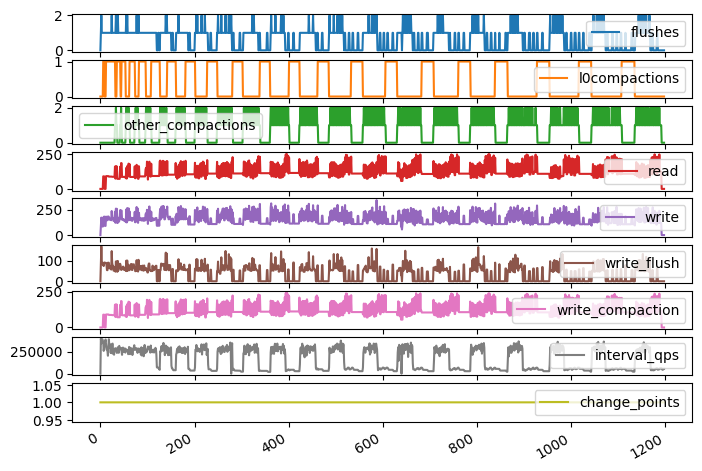 2
0
flushes
1
0
l0compactions
2
0
other_compactions
250
0
read
250
0
write
100
0
write_flush
250
0
write_compaction
250000
0
interval_qps
1.05
1.00
0.95
change_points
0
200
400
600
800
1000
1200